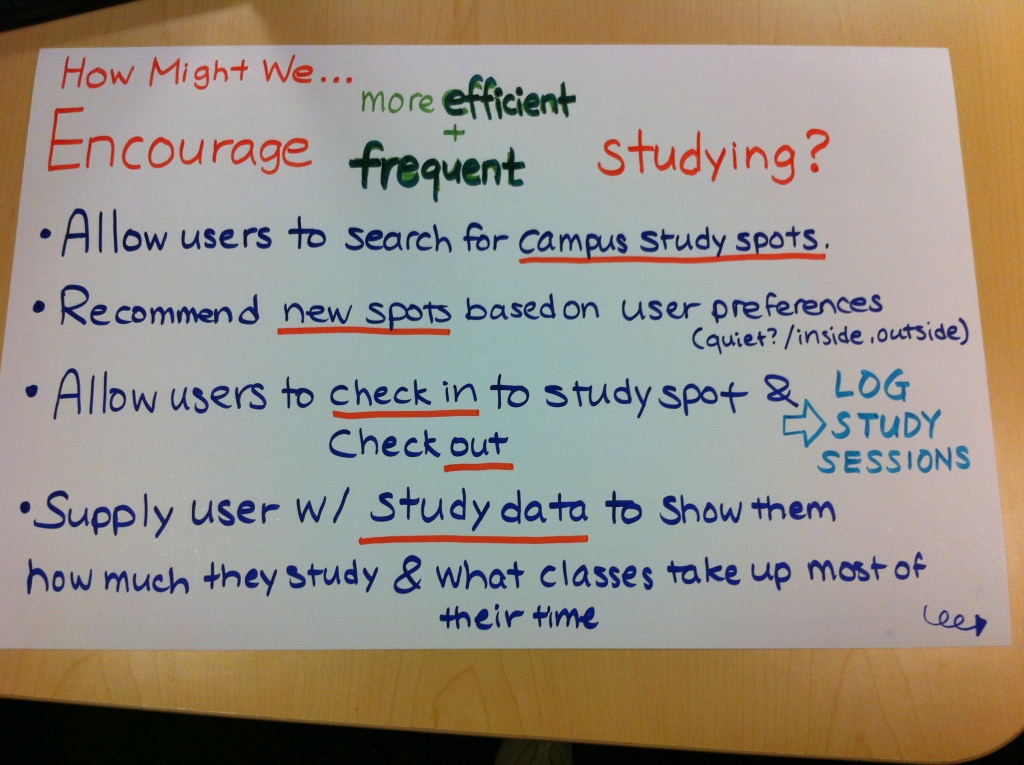 How Might We...
more efficient
+
Encourage frequent studying?
• Allow users to search for campus study spots.
• Recommend new spots based on user preferences
(quiet?/inside.outside)
• Allow users to check in to study spot &
Check out
LOG
STUDY
SESSIONS
• Supply user w/ study data to show them
how much they study & what classes take up most of
their time